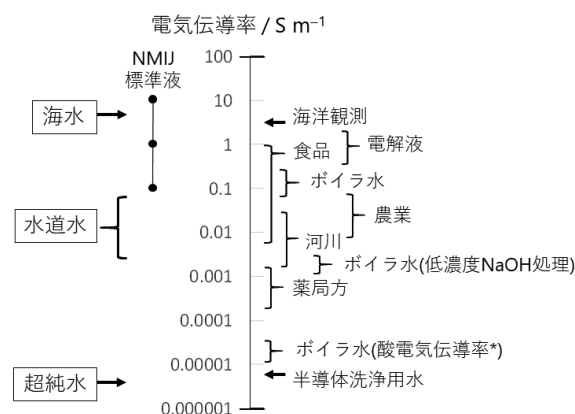 電気伝導率 / S m⁻¹
NMIJ
標準液
100
10
1
0.1
0.01
0.001
0.0001
0.00001
0.000001
海水
水道水
超純水
海洋観測
食品
電解液
ボイラ水
農業
河川
ボイラ水(低濃度NaOH処理)
薬局方
ボイラ水(酸電気伝導率*)
半導体洗浄用水